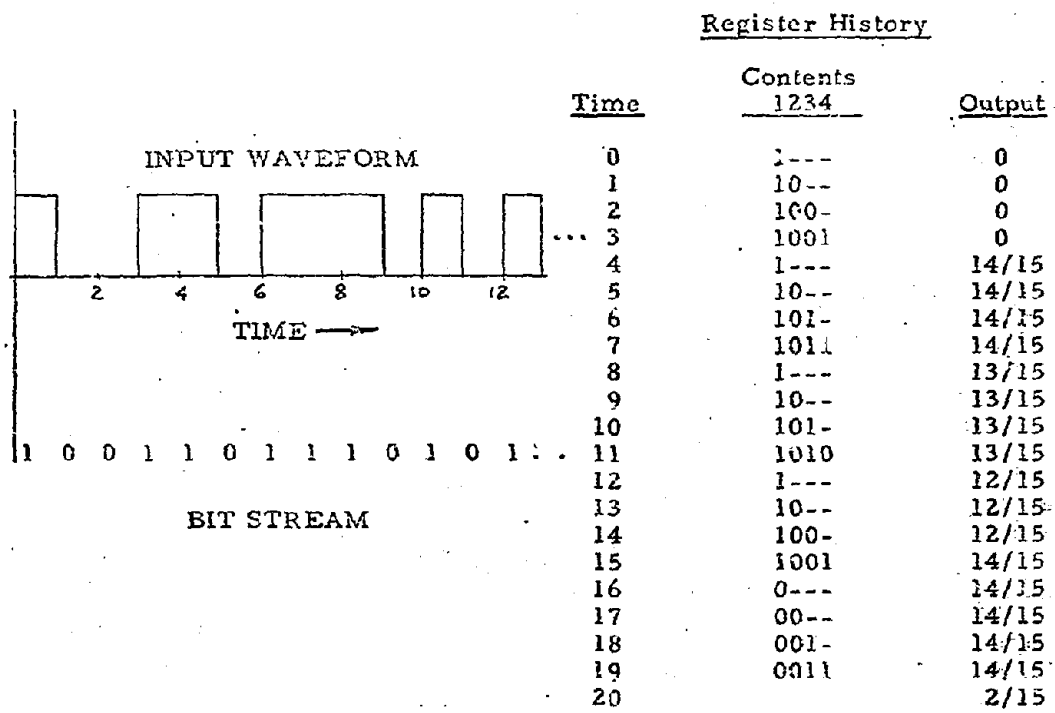 Register History
Time Contents 1234 Output
0 1--- 0
1 10-- 0
2 100- 0
3 1001 0
4 1--- 14/15
5 10-- 14/15
6 101- 14/15
7 1011 14/15
8 1--- 13/15
9 10-- 13/15
10 101- 13/15
11 1010 13/15
12 1--- 12/15
13 10-- 12/15
14 100- 12/15
15 1001 14/15
16 0--- 14/15
17 00-- 14/15
18 001- 14/15
19 0011 14/15
20 2/15
INPUT WAVEFORM
...
2 4 6 8 10 12
TIME
1 0 0 1 1 0 1 1 1 0 1 0 1 . .
BIT STREAM